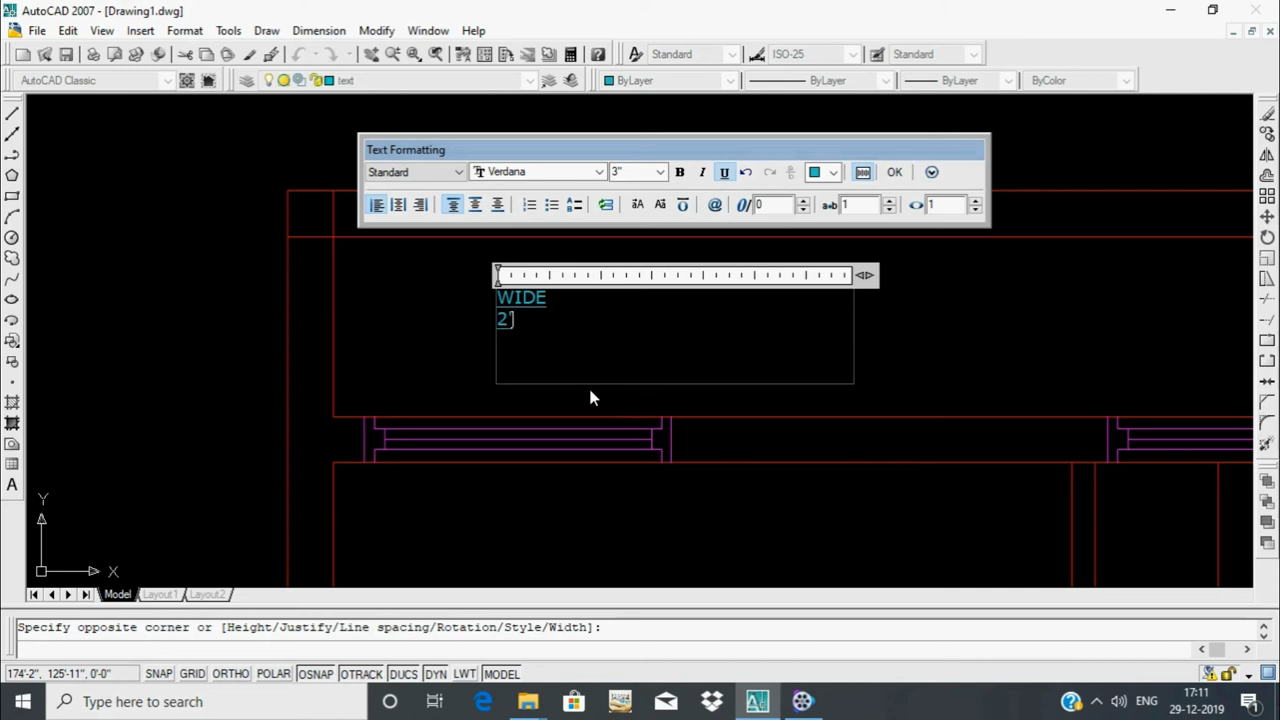 AutoCAD 2007 - [Drawing1.dwg]
File Edit View Insert Format Tools Draw Dimension Modify Window Help
Standard ISO-25 Standard
AutoCAD Classic text ByLayer ByLayer ByLayer ByColor
Text Formatting
Standard Verdana 3" B I U OK
@ 0/ 0 a•b 1 1
WIDE
2'
Y
X
Model Layout1 Layout2
Specify opposite corner or [Height/Justify/Line spacing/Rotation/Style/Width]:
174'-2", 125'-11", 0'-0" SNAP GRID ORTHO POLAR OSNAP OTRACK DUCS DYN LWT MODEL
Type here to search
ENG
17:11
29-12-2019